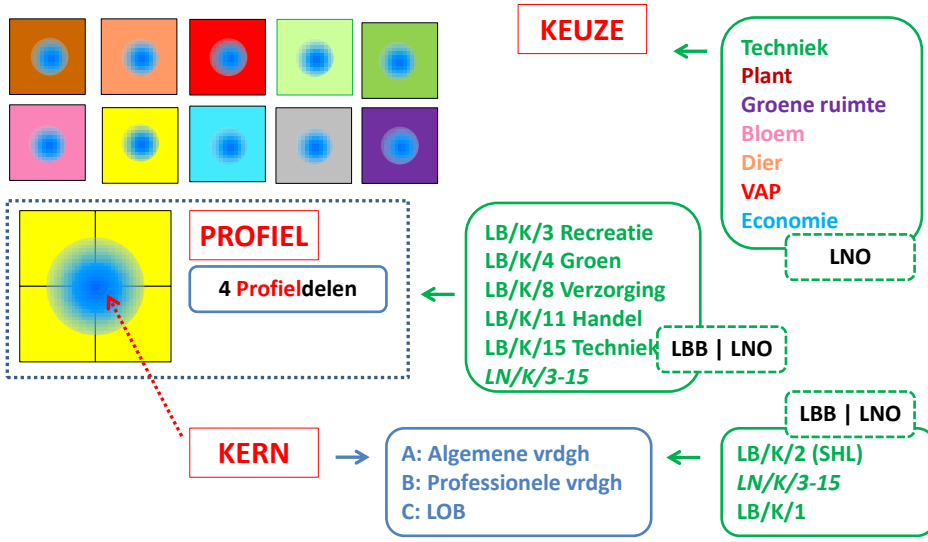 KEUZE
Techniek
Plant
Groene ruimte
Bloem
Dier
VAP
Economie
LNO
PROFIEL
4 Profieldelen
LB/K/3 Recreatie
LB/K/4 Groen
LB/K/8 Verzorging
LB/K/11 Handel
LB/K/15 Techniek
LN/K/3-15
LBB | LNO
KERN
A: Algemene vrdgh
B: Professionele vrdgh
C: LOB
LBB | LNO
LB/K/2 (SHL)
LN/K/3-15
LB/K/1